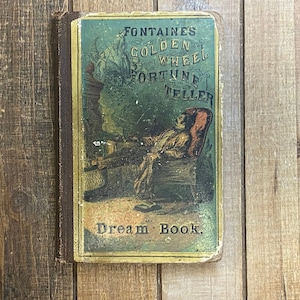 FONTAINE'S
GOLDEN
WHEEL
FORTUNE
TELLER
Dream Book.